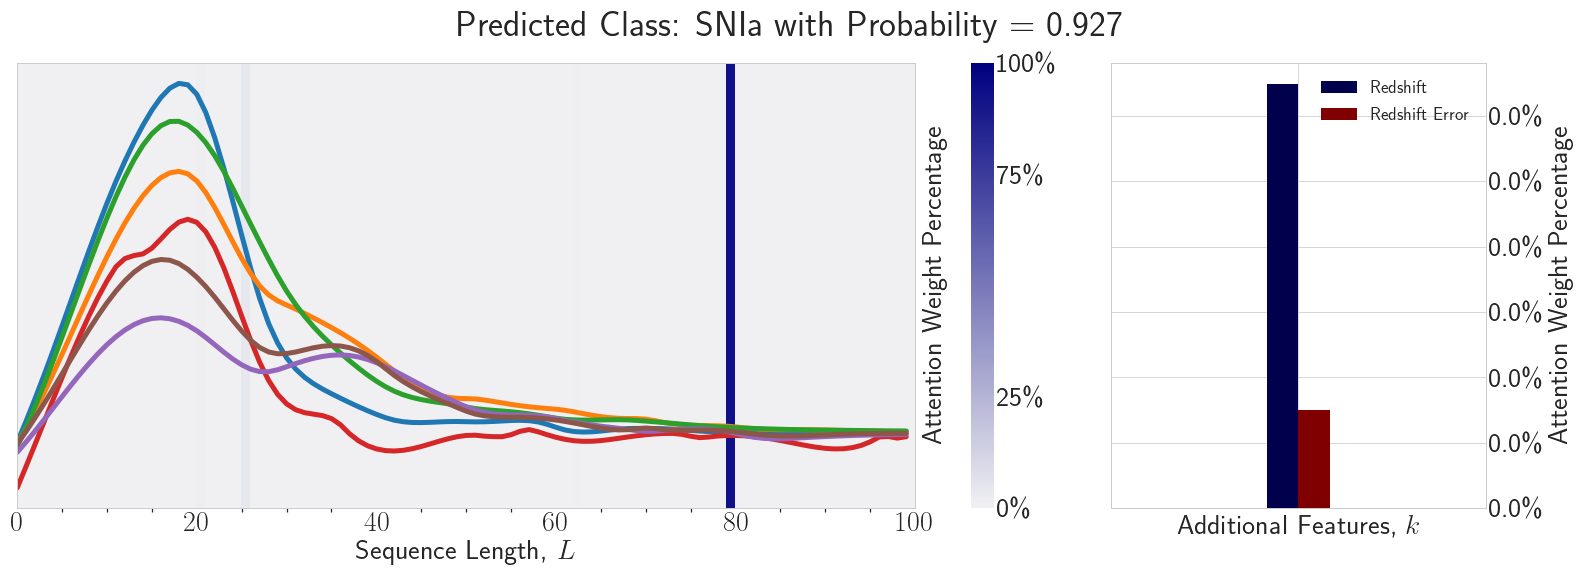 Predicted Class: SNIa with Probability = 0.927
0
20
40
60
80
100
Sequence Length, L
Attention Weight Percentage
100%
75%
25%
0%
Redshift
Redshift Error
0.0%
0.0%
0.0%
0.0%
0.0%
0.0%
0.0%
Additional Features, k
Attention Weight Percentage